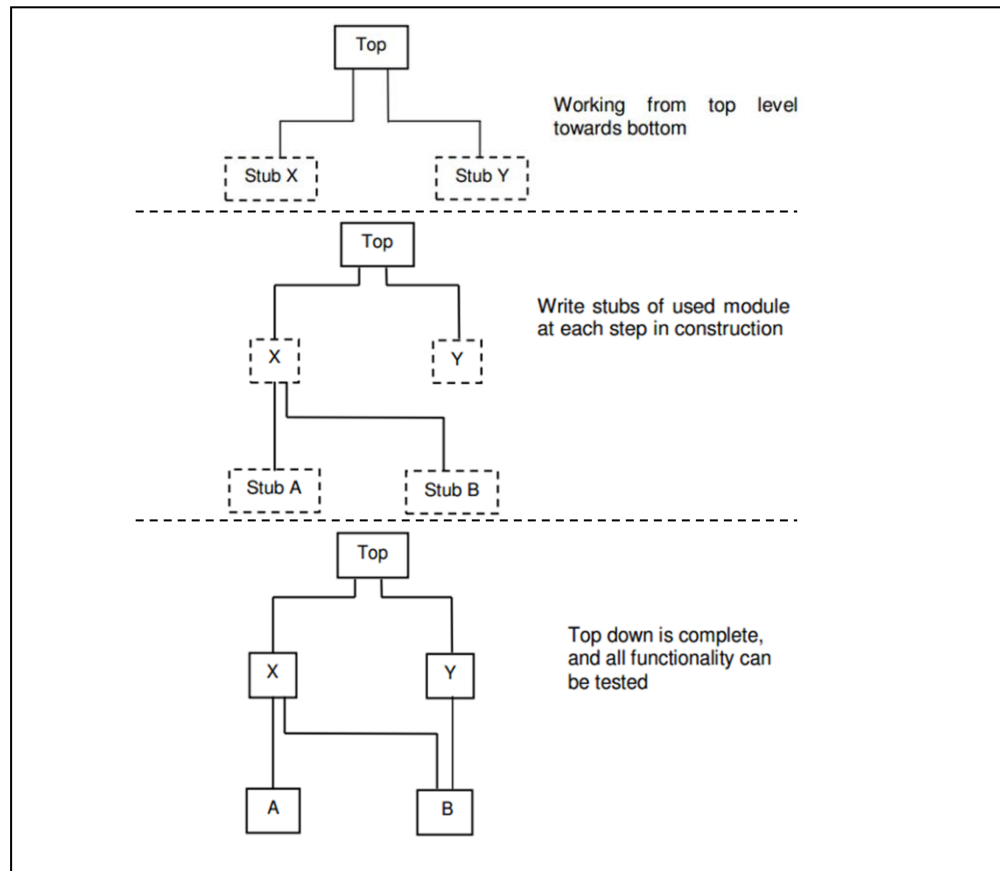 Top
Working from top level
towards bottom
Stub X
Stub Y
Top
Write stubs of used module
at each step in construction
X
Y
Stub A
Stub B
Top
Top down is complete,
and all functionality can
be tested
X
Y
A
B